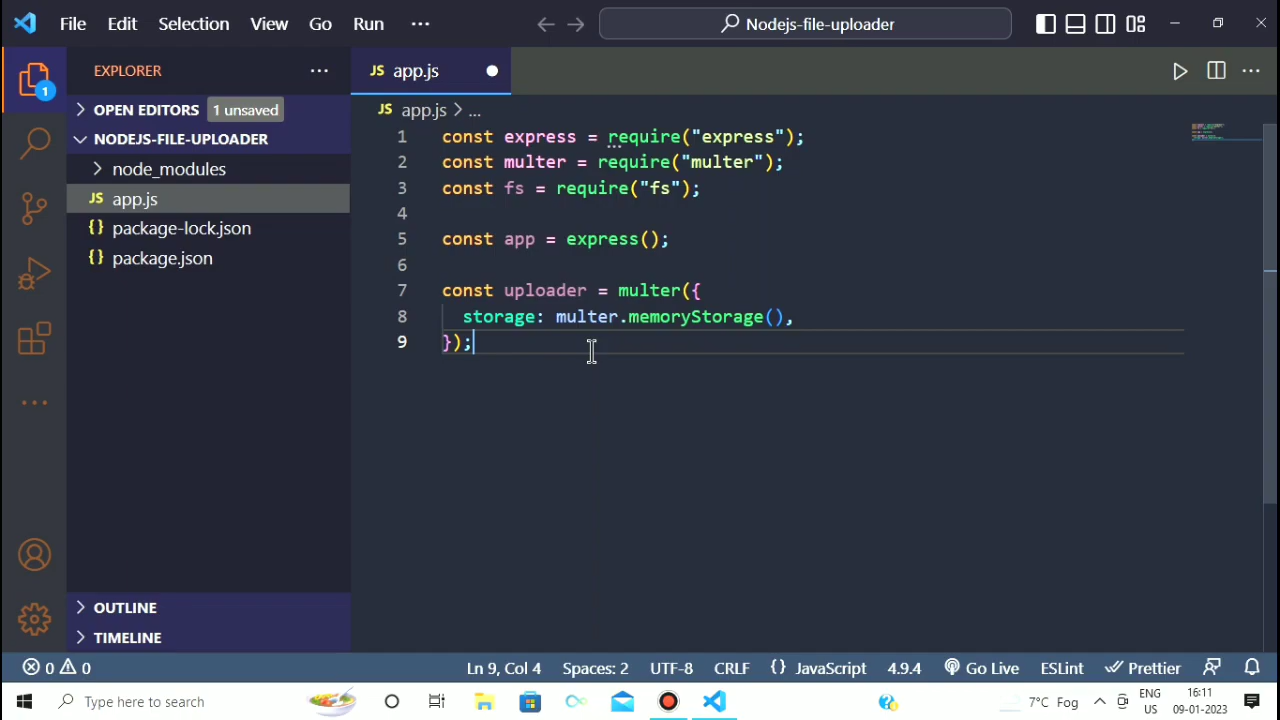 File Edit Selection View Go Run ···
Nodejs-file-uploader
EXPLORER ···
JS app.js
1
OPEN EDITORS 1 unsaved
JS app.js > ...
NODEJS-FILE-UPLOADER
node_modules
JS app.js
{} package-lock.json
{} package.json
1 const express = require("express");
2 const multer = require("multer");
3 const fs = require("fs");
4
5 const app = express();
6
7 const uploader = multer({
8 storage: multer.memoryStorage(),
9 });
OUTLINE
TIMELINE
0 0 Ln 9, Col 4 Spaces: 2 UTF-8 CRLF {} JavaScript 4.9.4 Go Live ESLint Prettier
Type here to search
7°C Fog
ENG
US
16:11
09-01-2023